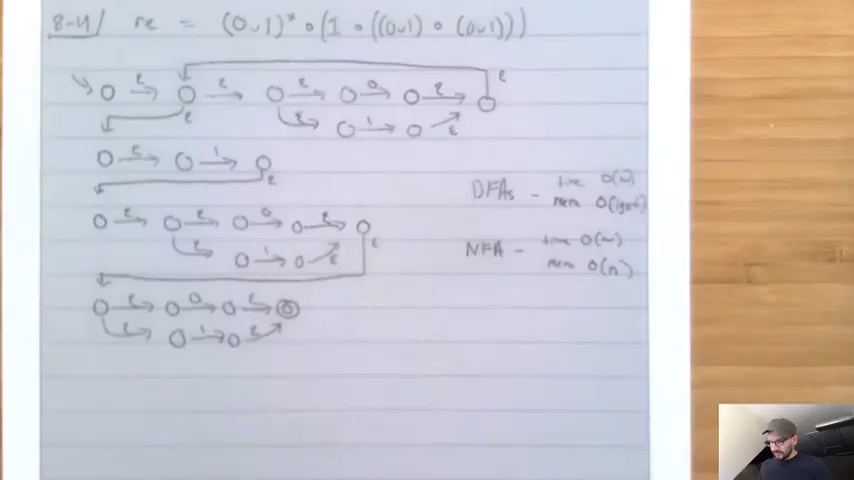 8-4/ re = (0∪1)* ∘ (1 ∘ ((0∪1) ∘ (0∪1)))
ε ε ε 0 ε ε
ε ε 1 ε
ε 1 ε
DFAs - time O(n)
mem
ε ε 0 ε ε
ε 1 ε
NFA - time
mem O(n)
ε 0 ε
ε 1 ε